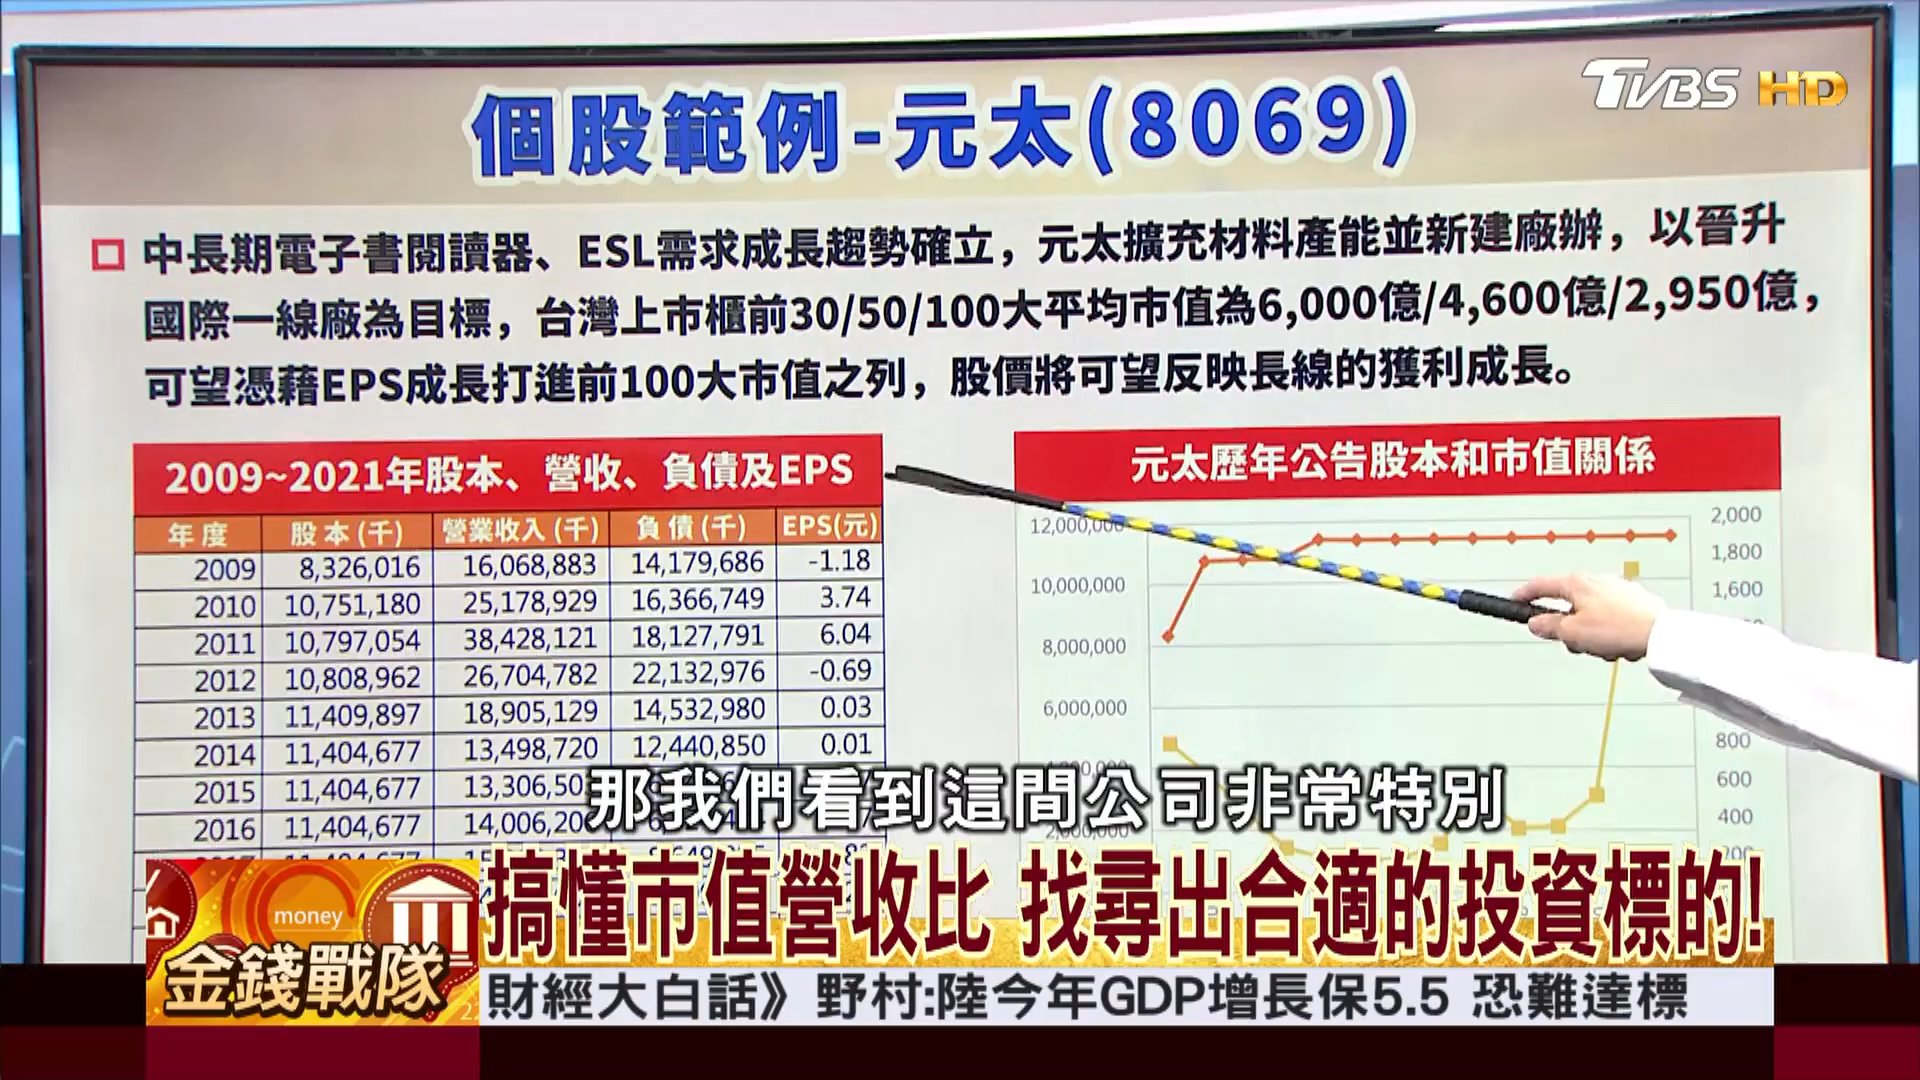 TVBS HD
個股範例-元太(8069)
中長期電子書閱讀器、ESL需求成長趨勢確立，元太擴充材料產能並新建廠辦，以晉升
國際一線廠為目標，台灣上市櫃前30/50/100大平均市值為6,000億/4,600億/2,950億，
可望憑藉EPS成長打進前100大市值之列，股價將可望反映長線的獲利成長。
2009~2021年股本、營收、負債及EPS
年度 股本(千) 營業收入(千) 負債(千) EPS(元)
2009 8,326,016 16,068,883 14,179,686 -1.18
2010 10,751,180 25,178,929 16,366,749 3.74
2011 10,797,054 38,428,121 18,127,791 6.04
2012 10,808,962 26,704,782 22,132,976 -0.69
2013 11,409,897 18,905,129 14,532,980 0.03
2014 11,404,677 13,498,720 12,440,850 0.01
2015 11,404,677
2016 11,404,677
元太歷年公告股本和市值關係
12,000,000
10,000,000
8,000,000
6,000,000
2,000
1,800
1,600
800
600
400
那我們看到這間公司非常特別
money
金錢戰隊
搞懂市值營收比 找尋出合適的投資標的!
財經大白話》野村:陸今年GDP增長保5.5 恐難達標